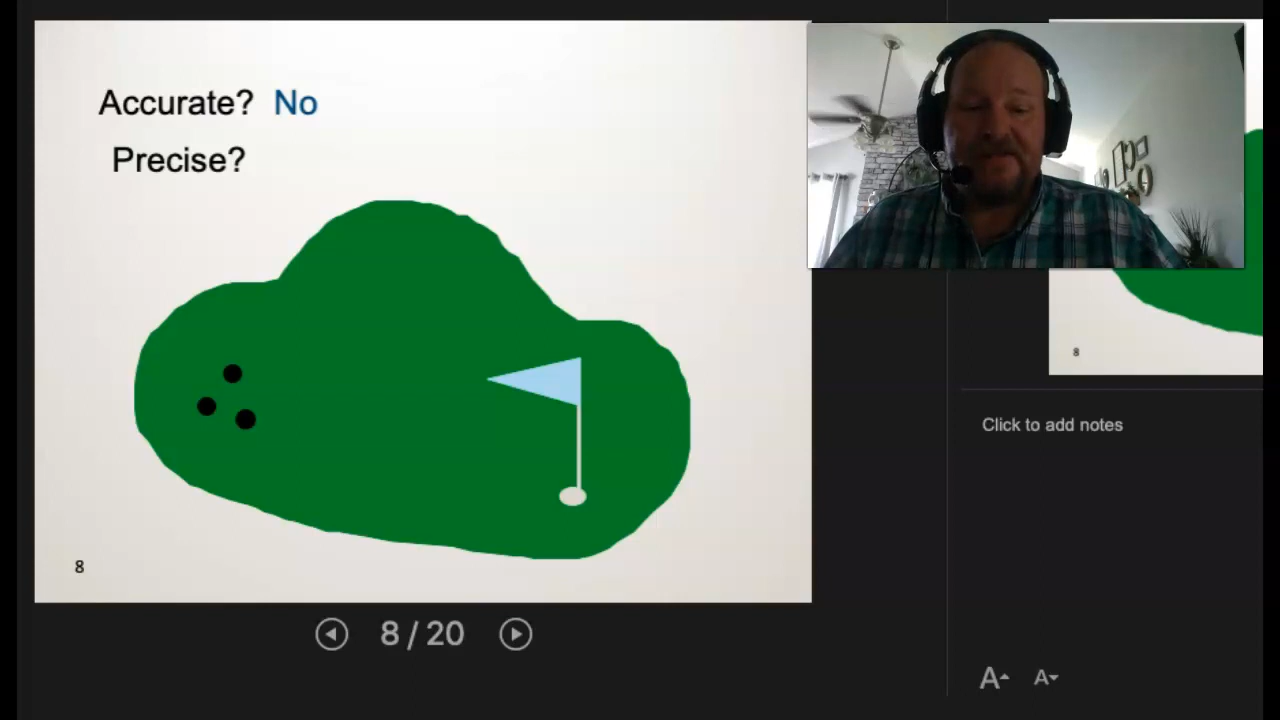 Accurate? No
Precise?
8
8 / 20
8
Click to add notes
A A